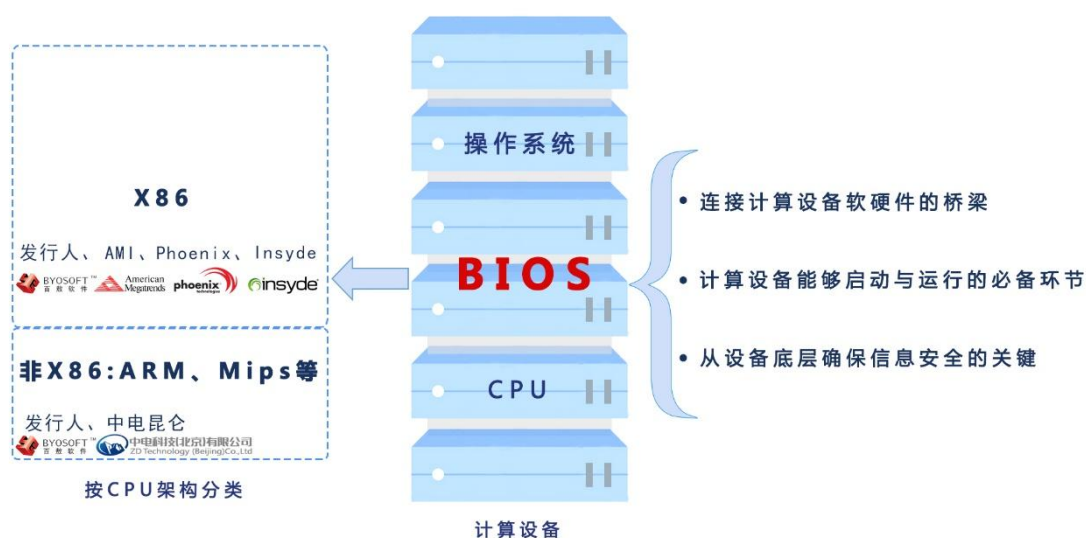 X86
发行人、AMI、Phoenix、Insyde
BYOSOFT™
百敖软件
American
Megatrends
phoenix
technologies
insyde
非X86:ARM、Mips等
发行人、中电昆仑
BYOSOFT™
百敖软件
中电科技(北京)有限公司
ZD Technology (Beijing)Co.,Ltd
按CPU架构分类
操作系统
BIOS
CPU
计算设备
• 连接计算设备软硬件的桥梁
• 计算设备能够启动与运行的必备环节
• 从设备底层确保信息安全的关键